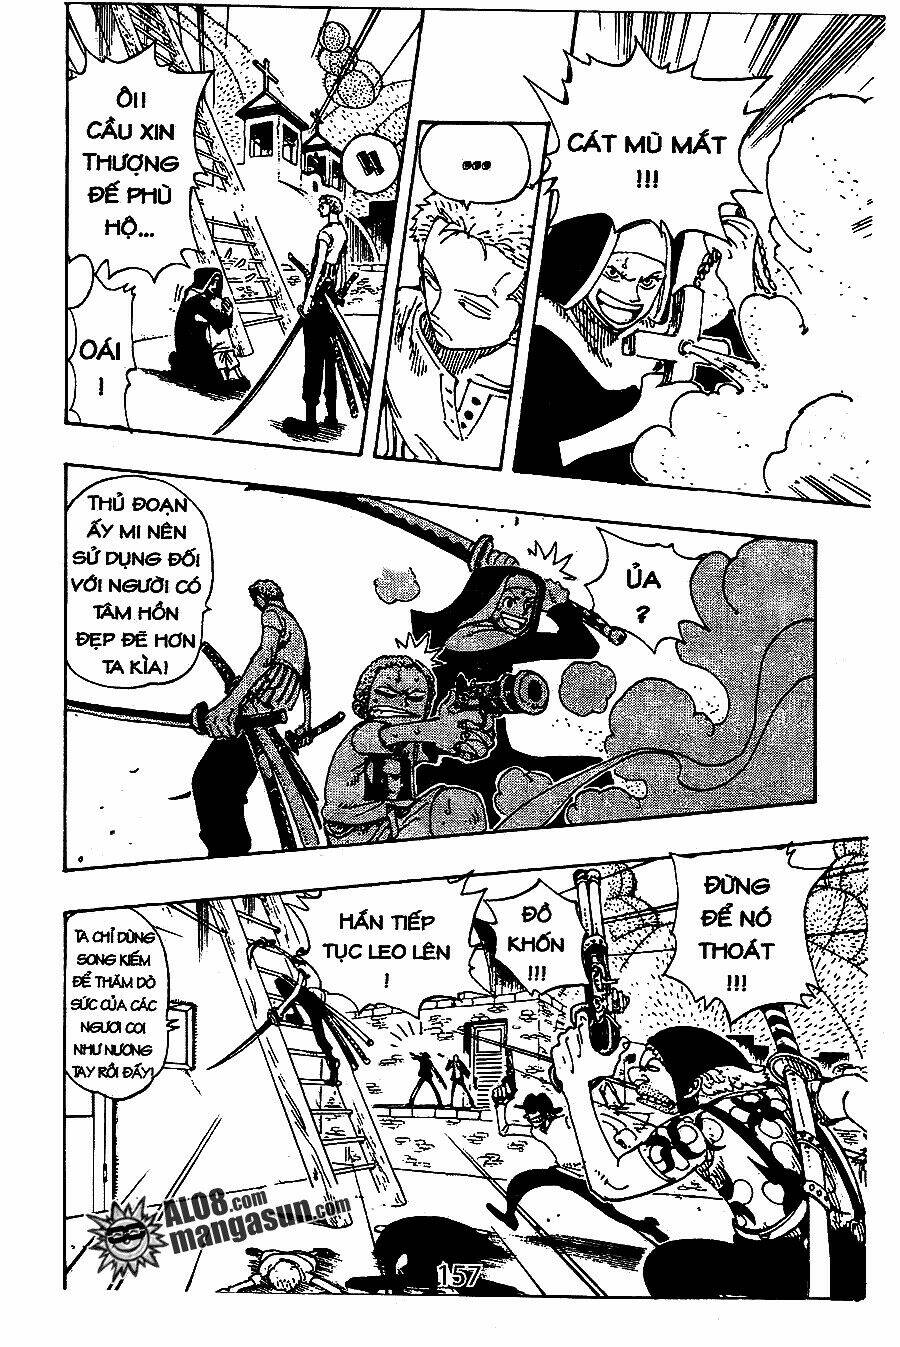 ÔI!
CẦU XIN
THƯỢNG
ĐẾ PHÙ
HỘ...
OÁI
!
!!
...
CÁT MÙ MẮT
!!!
THỦ ĐOẠN
ẤY MI NÊN
SỬ DỤNG ĐỐI
VỚI NGƯỜI CÓ
TÂM HỒN
ĐẸP ĐẼ HƠN
TA KÌA!
ỦA
?
TA CHỈ DÙNG
SONG KIẾM
ĐỂ THĂM DÒ
SỨC CỦA CÁC
NGƯƠI COI
NHƯ NƯƠNG
TAY RỒI ĐẤY!
HẮN TIẾP
TỤC LEO LÊN
!
ĐỒ
KHỐN
!!!
ĐỪNG
ĐỂ NÓ
THOÁT
!!!
ALO8.com
mangasun.com
157